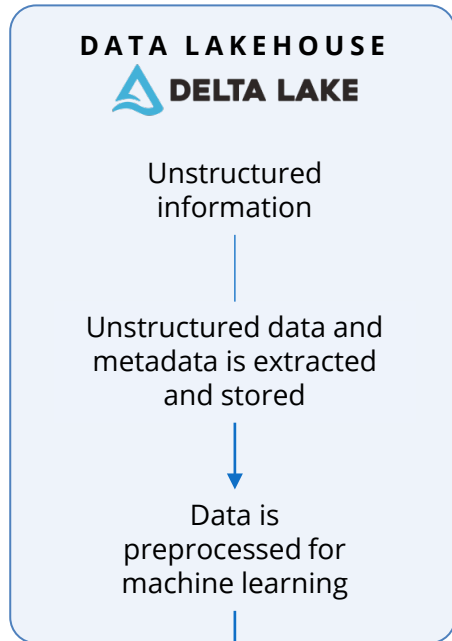 DATA LAKEHOUSE
DELTA LAKE
Unstructured
information
Unstructured data and
metadata is extracted
and stored
Data is
preprocessed for
machine learning